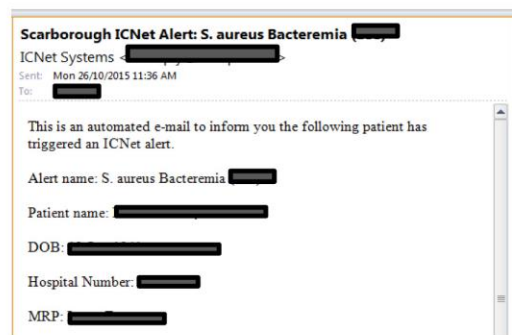 Scarborough ICNet Alert: S. aureus Bacteremia
ICNet Systems <
Sent: Mon 26/10/2015 11:36 AM
To:
This is an automated e-mail to inform you the following patient has
triggered an ICNet alert.
Alert name: S. aureus Bacteremia
Patient name:
DOB:
Hospital Number:
MRP: